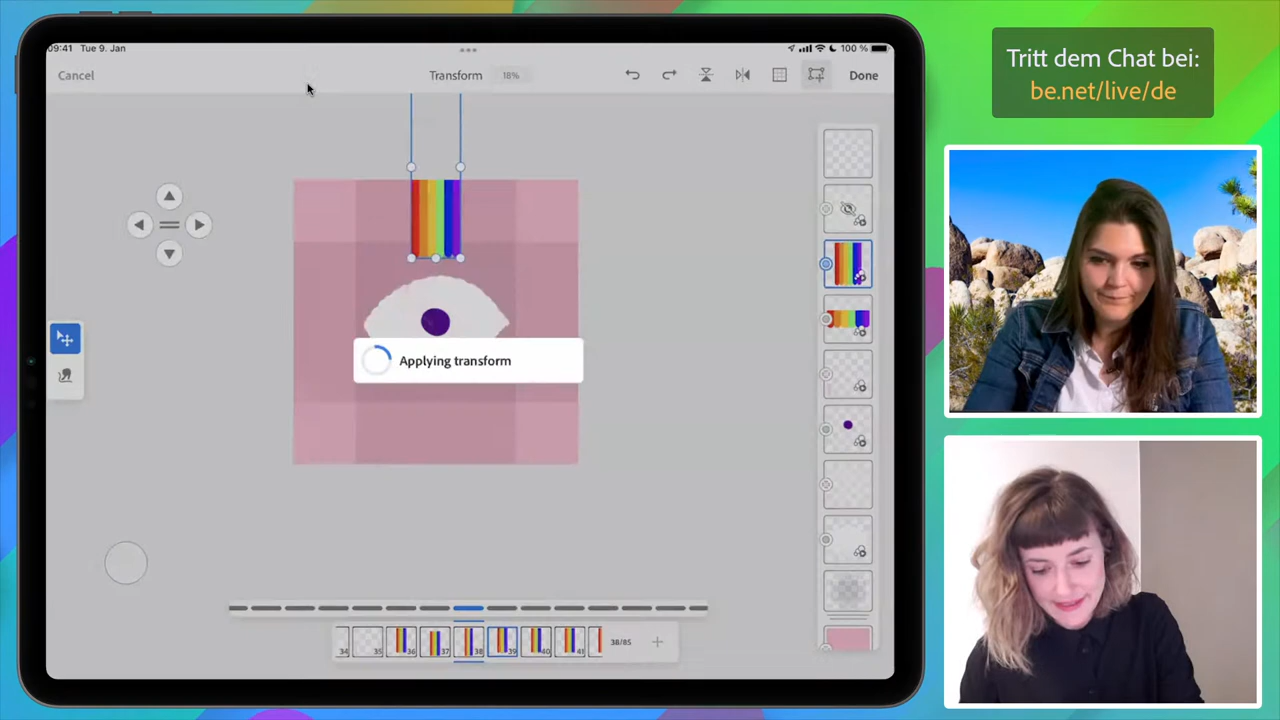 09:41 Tue 9. Jan
100 %
Cancel
Transform
18%
Done
Applying transform
34
35
36
37
38
39
40
41
38/85
Tritt dem Chat bei:
be.net/live/de